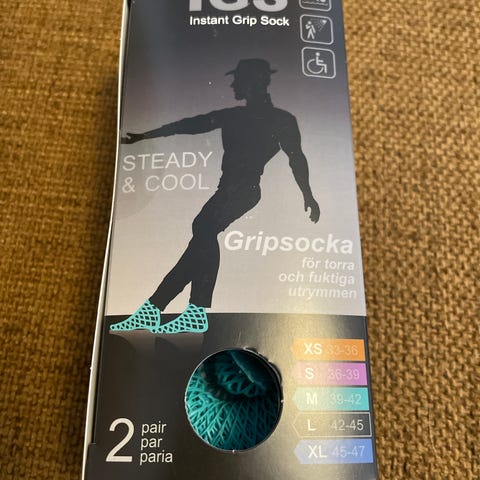 IGS
Instant Grip Sock
STEADY
& COOL
Gripsocka
för torra
och fuktiga
utrymmen
XS 33-36
S 36-39
M 39-42
L 42-45
XL 45-47
2 pair
par
paria